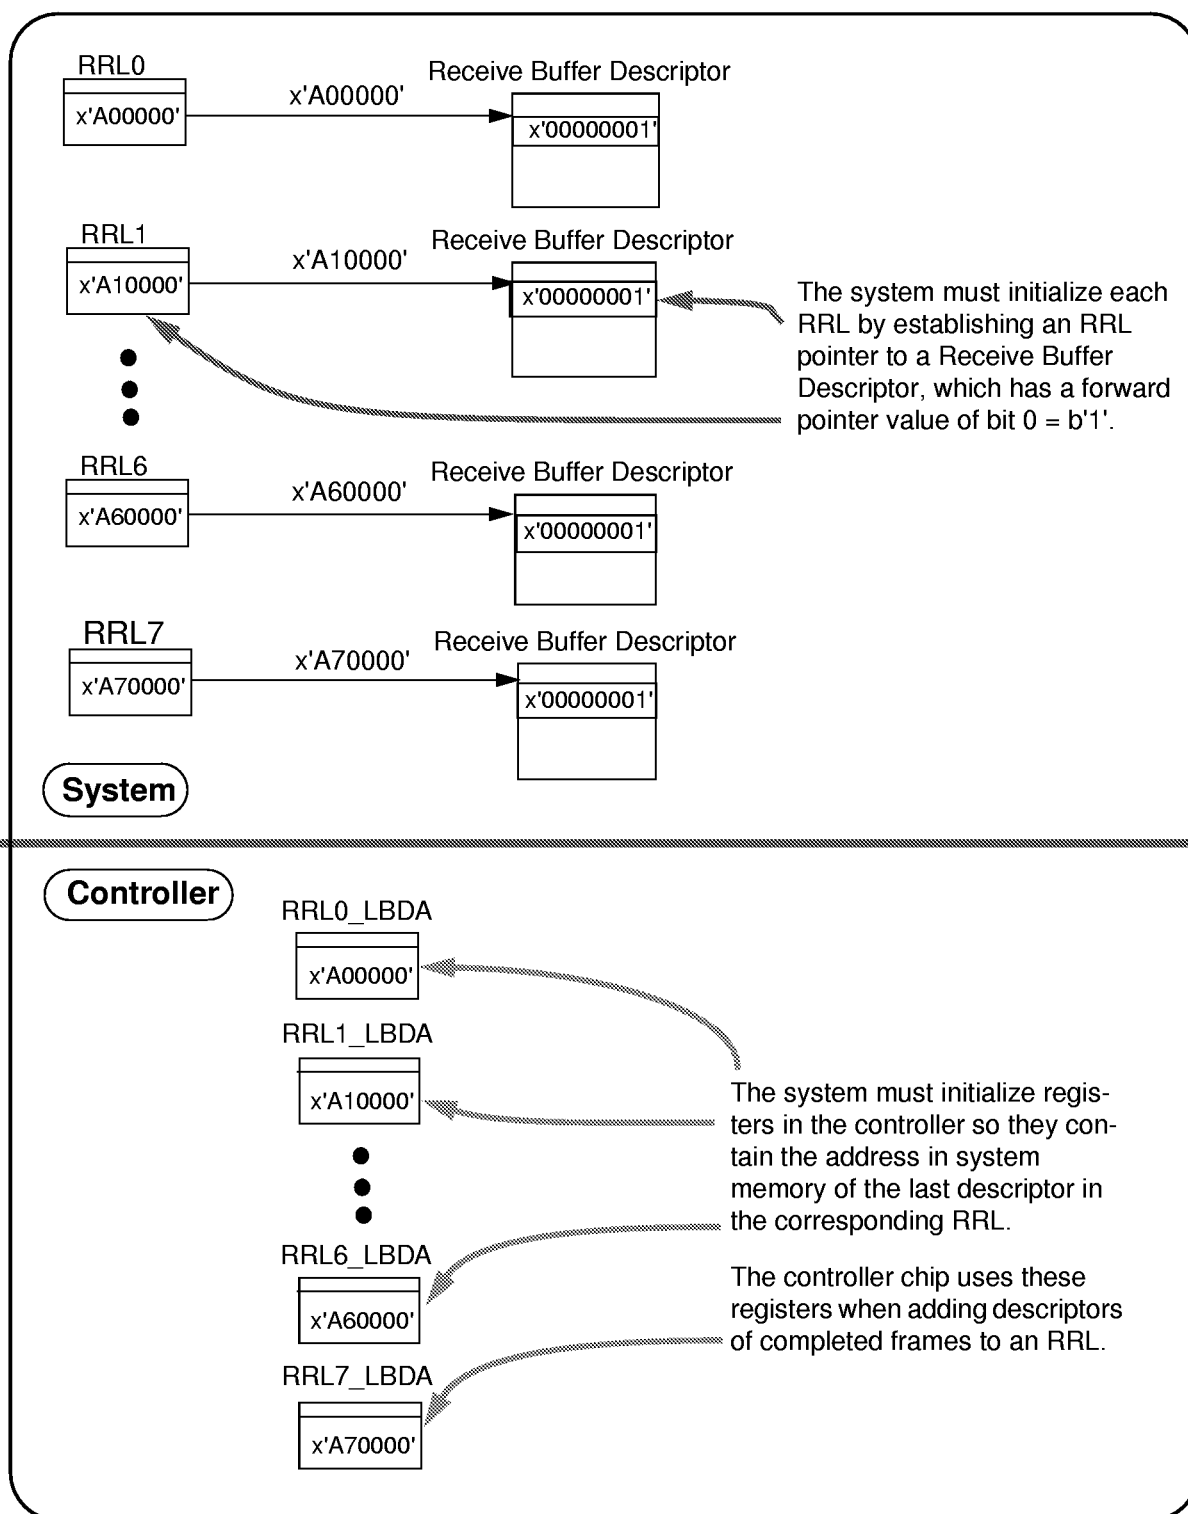 RRL0
Receive Buffer Descriptor
x'A00000'
x'A00000'
x'00000001'
RRL1
Receive Buffer Descriptor
x'A10000'
x'A10000'
x'00000001'
The system must initialize each
RRL by establishing an RRL
pointer to a Receive Buffer
Descriptor, which has a forward
pointer value of bit 0 = b'1'.
RRL6
Receive Buffer Descriptor
x'A60000'
x'A60000'
x'00000001'
RRL7
Receive Buffer Descriptor
x'A70000'
x'A70000'
x'00000001'
System
Controller
RRL0_LBDA
x'A00000'
RRL1_LBDA
x'A10000'
The system must initialize regis-
ters in the controller so they con-
tain the address in system
memory of the last descriptor in
the corresponding RRL.
RRL6_LBDA
x'A60000'
The controller chip uses these
registers when adding descriptors
of completed frames to an RRL.
RRL7_LBDA
x'A70000'